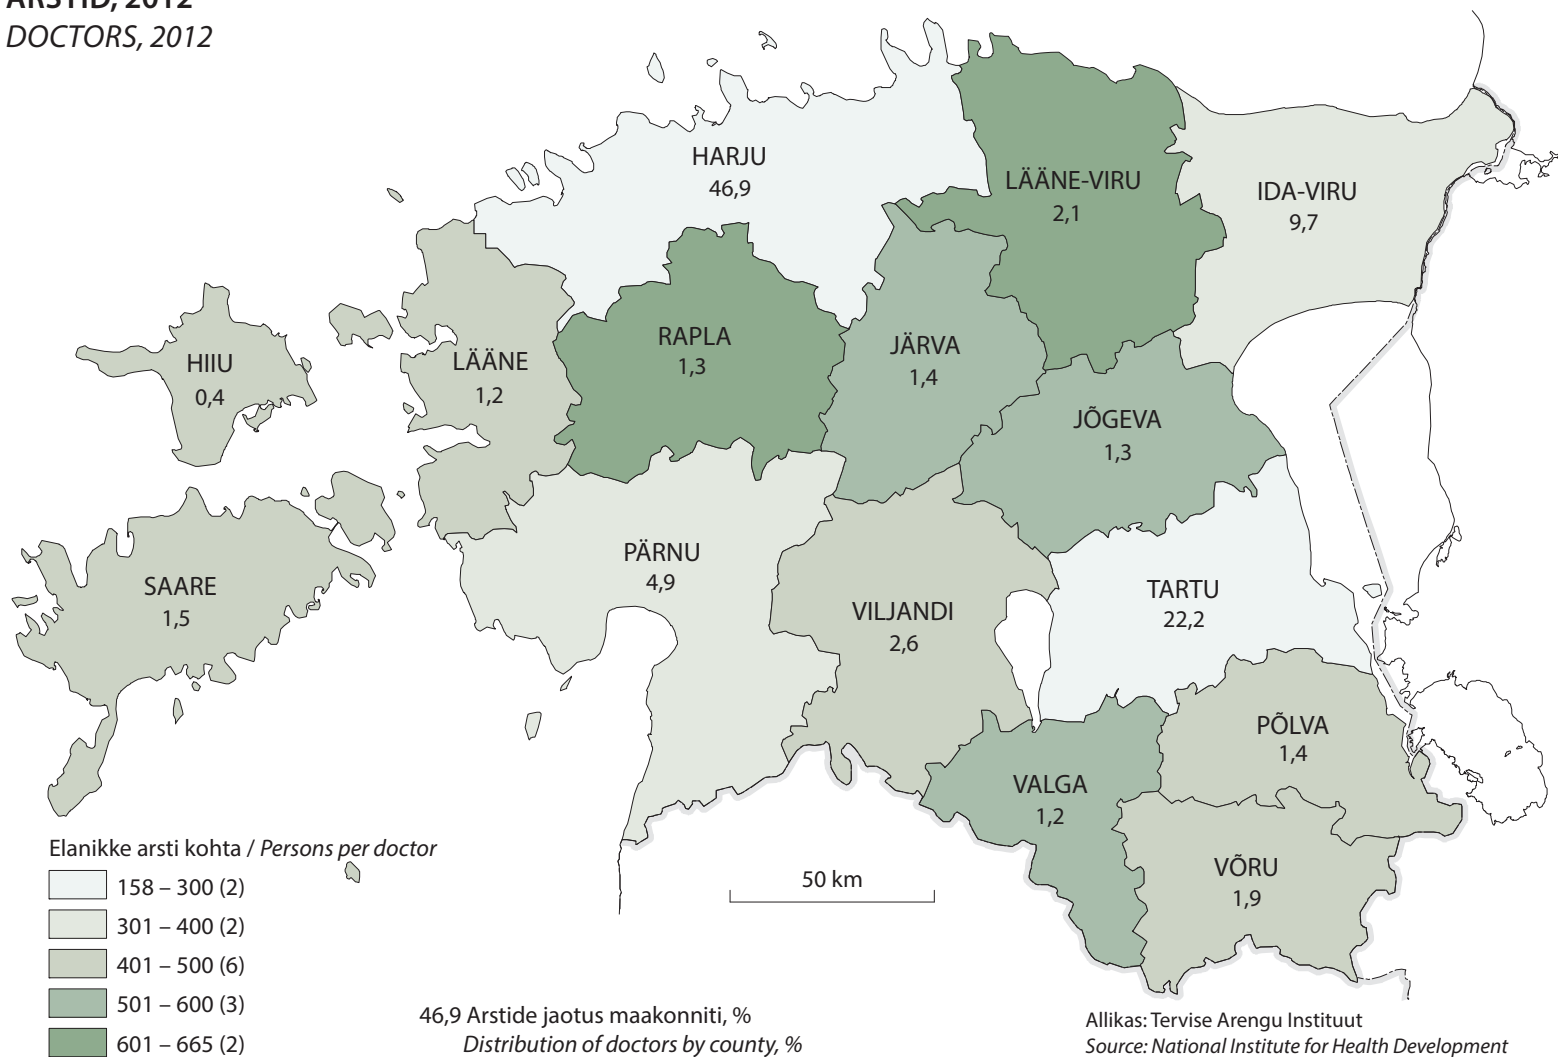 ARSTID, 2012
DOCTORS, 2012
HARJU
46,9
LÄÄNE-VIRU
2,1
IDA-VIRU
9,7
HIIU
0,4
LÄÄNE
1,2
RAPLA
1,3
JÄRVA
1,4
JÕGEVA
1,3
SAARE
1,5
PÄRNU
4,9
VILJANDI
2,6
TARTU
22,2
PÕLVA
1,4
VALGA
1,2
VÕRU
1,9
Elanikke arsti kohta / Persons per doctor
158 – 300 (2)
301 – 400 (2)
401 – 500 (6)
501 – 600 (3)
601 – 665 (2)
50 km
46,9 Arstide jaotus maakonniti, %
Distribution of doctors by county, %
Allikas: Tervise Arengu Instituut
Source: National Institute for Health Development